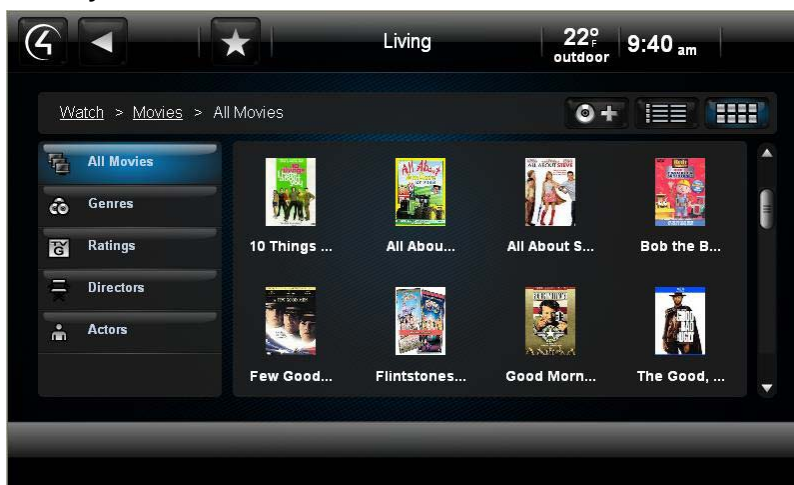 4
Living
22°F
outdoor
9:40 am
Watch > Movies > All Movies
All Movies
Genres
Ratings
Directors
Actors
10 Things ...
All Abou...
All About S...
Bob the B...
Few Good...
Flintstones...
Good Morn...
The Good, ...